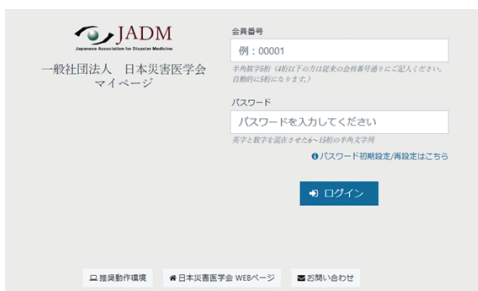 JADM
Japanese Association for Disaster Medicine
一般社団法人 日本災害医学会
マイページ
会員番号
例:00001
半角数字5桁(4桁以下の方は従来の会員番号通りにご記入ください。
自動的に5桁になります。)
パスワード
パスワードを入力してください
英字と数字を混在させた6~15桁の半角文字列
パスワード初期設定/再設定はこちら
ログイン
推奨動作環境
日本災害医学会 WEBページ
お問い合わせ